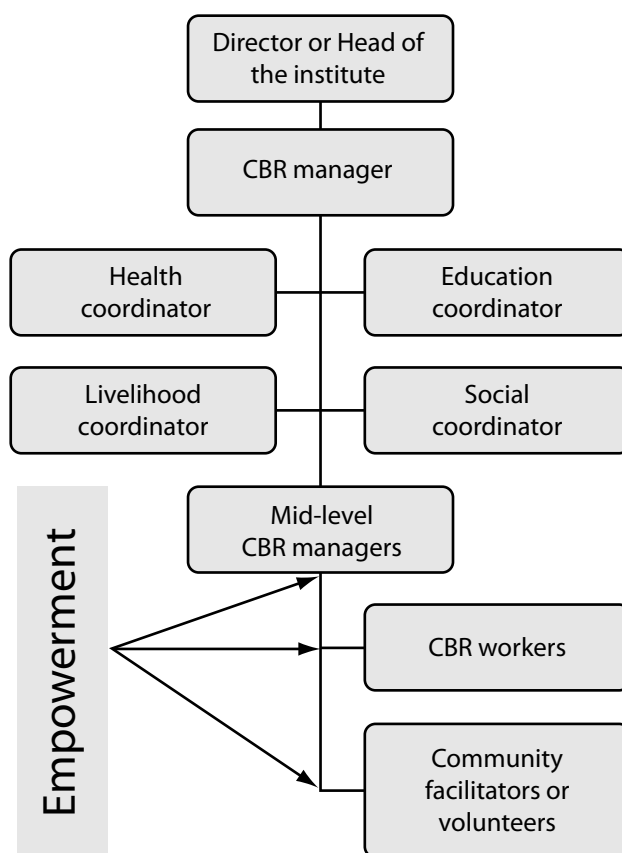 Director or Head of
the institute
CBR manager
Health
coordinator
Education
coordinator
Livelihood
coordinator
Social
coordinator
Mid-level
CBR managers
Empowerment
CBR workers
Community
facilitators or
volunteers